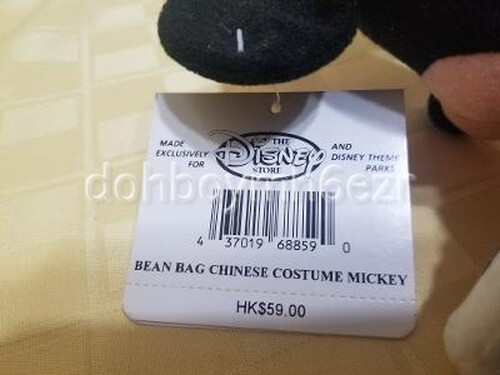 MADE
EXCLUSIVELY
FOR
THE
DISNEY
STORE
AND
DISNEY THEME
PARKS
4 37019 68859 0
BEAN BAG CHINESE COSTUME MICKEY
HK$59.00